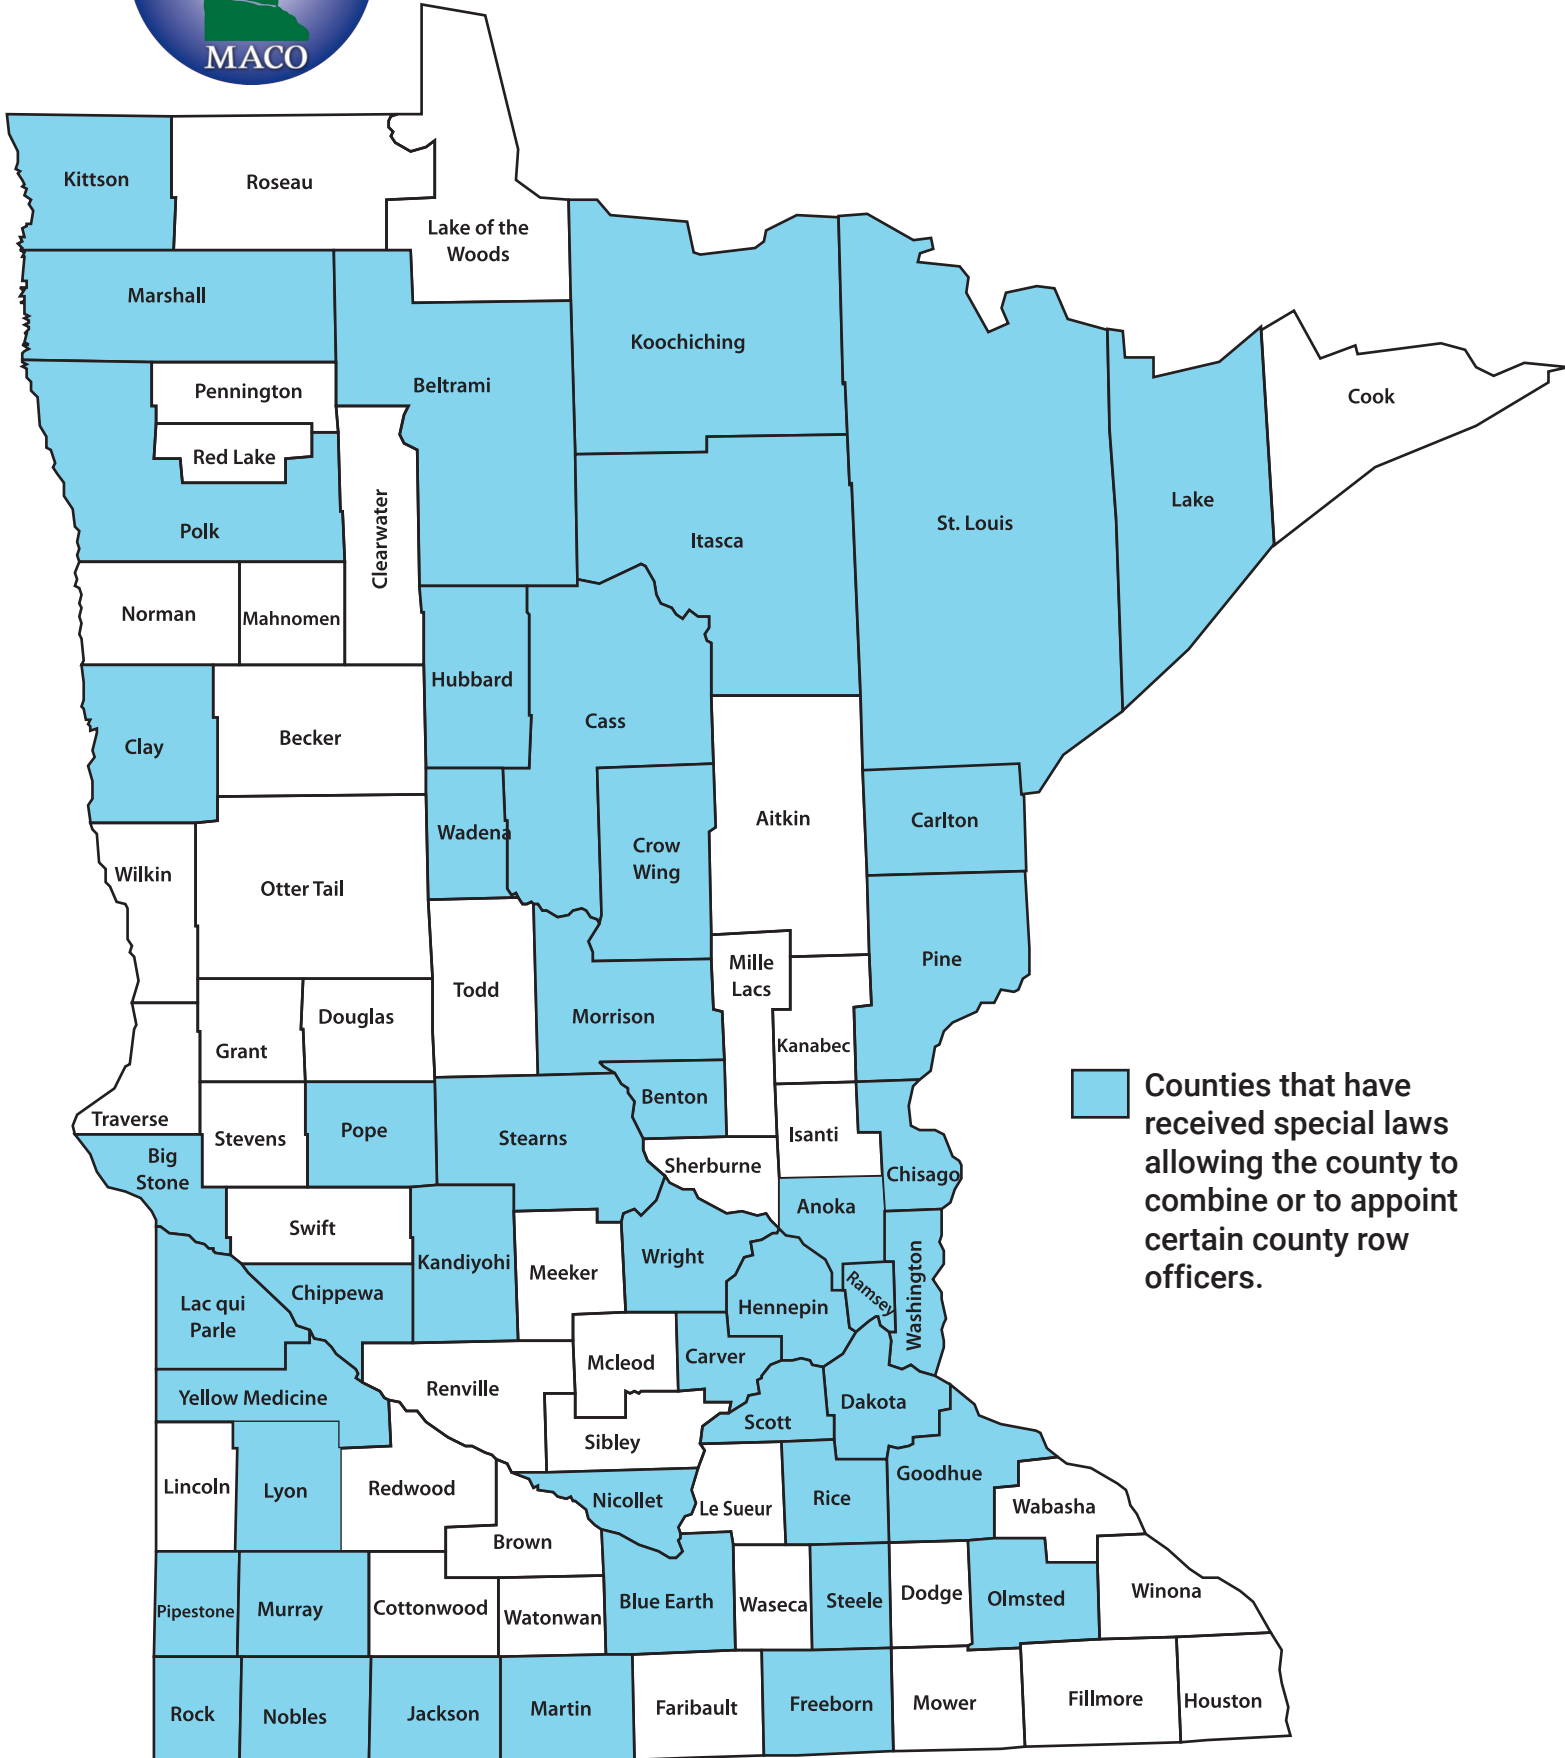 MACO
Kittson
Roseau
Lake of the
Woods
Marshall
Koochiching
Beltrami
Pennington
Cook
Red Lake
Lake
St. Louis
Polk
Itasca
Clearwater
Norman
Mahnomen
Hubbard
Cass
Becker
Clay
Aitkin
Carlton
Wadena
Crow
Wing
Wilkin
Otter Tail
Pine
Mille
Lacs
Todd
Douglas
Morrison
Kanabec
Grant
Benton
Traverse
Stevens
Pope
Stearns
Isanti
Sherburne
Chisago
Big
Stone
Anoka
Swift
Wright
Kandiyohi
Meeker
Washington
Ramsey
Chippewa
Lac qui
Parle
Hennepin
Carver
Mcleod
Renville
Yellow Medicine
Dakota
Scott
Sibley
Goodhue
Lincoln
Lyon
Redwood
Nicollet
Rice
Le Sueur
Wabasha
Brown
Winona
Dodge
Olmsted
Steele
Blue Earth
Waseca
Pipestone
Murray
Cottonwood
Watonwan
Fillmore
Houston
Mower
Freeborn
Faribault
Martin
Jackson
Nobles
Rock
Counties that have
received special laws
allowing the county to
combine or to appoint
certain county row
officers.